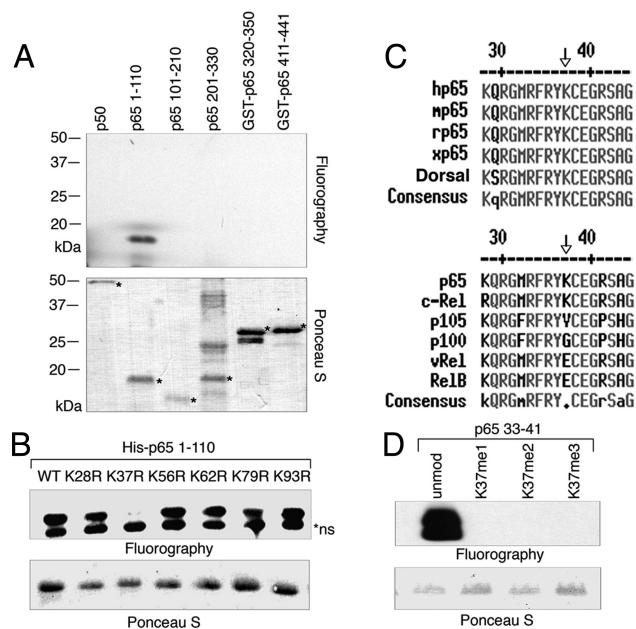 A
p50
p65 1-110
p65 101-210
p65 201-330
GST-p65 320-350
GST-p65 411-441
50
37
25
20
kDa
Fluorography
50
*
37
25
20
kDa
* * * * *
Ponceau S
B
His-p65 1-110
WT K28R K37R K56R K62R K79R K93R
*ns
Fluorography
Ponceau S
C
30 40
hp65 KQRGMRFRYKCEGRSAG
mp65 KQRGMRFRYKCEGRSAG
rp65 KQRGMRFRYKCEGRSAG
xp65 KQRGMRFRYKCEGRSAG
Dorsal KSRGMRFRYKCEGRSAG
Consensus KqRGMRFRYKCEGRSAG
30 40
p65 KQRGMRFRYKCEGRSAG
c-Rel RQRGMRFRYKCEGRSAG
p105 KQRGFRFRYVCEGPSHG
p100 KQRGFRFRYGCEGPSHG
vRel KQRGMRFRYECEGRSAG
RelB KQRGMRFRYECEGRSAG
Consensus kQRGmRFRY.CEGrSaG
D
p65 33-41
unmod
K37me1
K37me2
K37me3
Fluorography
Ponceau S